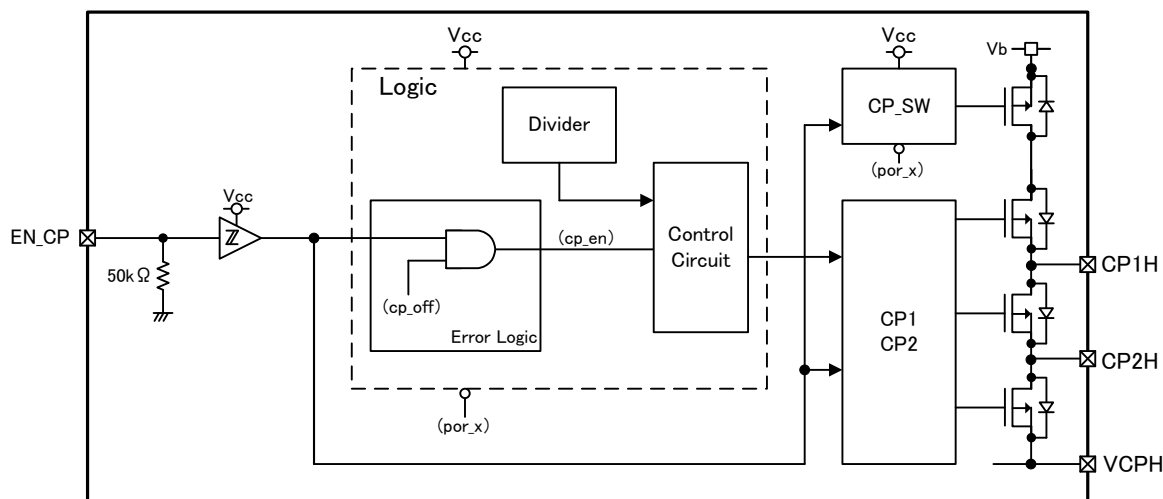 Vcc
Vcc
Vb
Logic
Divider
CP_SW
(por_x)
Vcc
EN_CP
50kΩ
(cp_en)
(cp_off)
Error Logic
Control
Circuit
CP1H
CP1
CP2
CP2H
(por_x)
VCPH